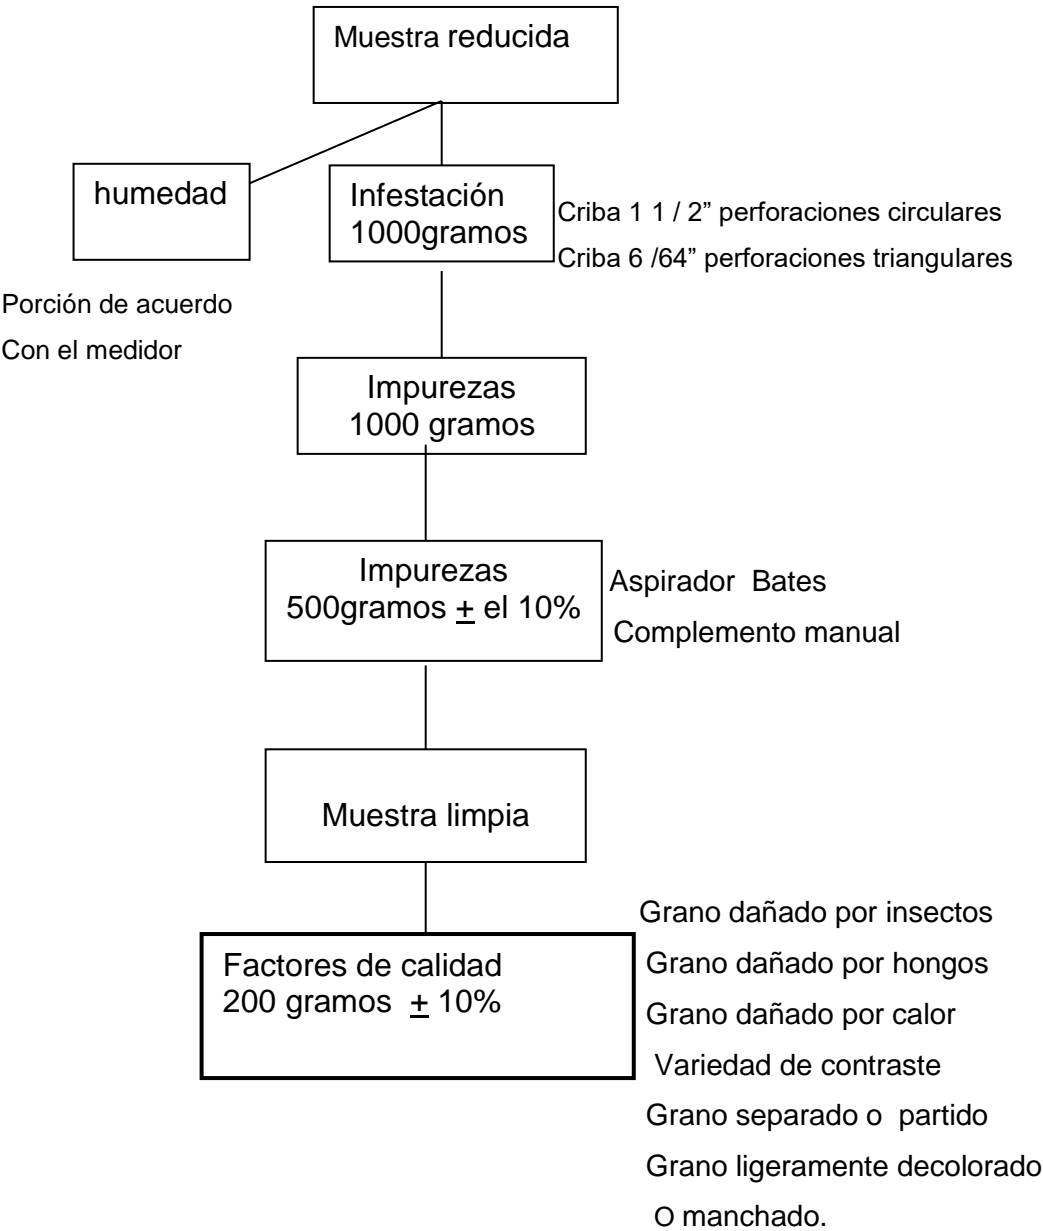 Muestra reducida
humedad
Infestación
1000gramos
Criba 1 1 / 2” perforaciones circulares
Criba 6 /64” perforaciones triangulares
Porción de acuerdo
Con el medidor
Impurezas
1000 gramos
Impurezas
500gramos ± el 10%
Aspirador  Bates
Complemento manual
Muestra limpia
Factores de calidad
200 gramos  ± 10%
Grano dañado por insectos
Grano dañado por hongos
Grano dañado por calor
Variedad de contraste
Grano separado o  partido
Grano ligeramente decolorado
O manchado.